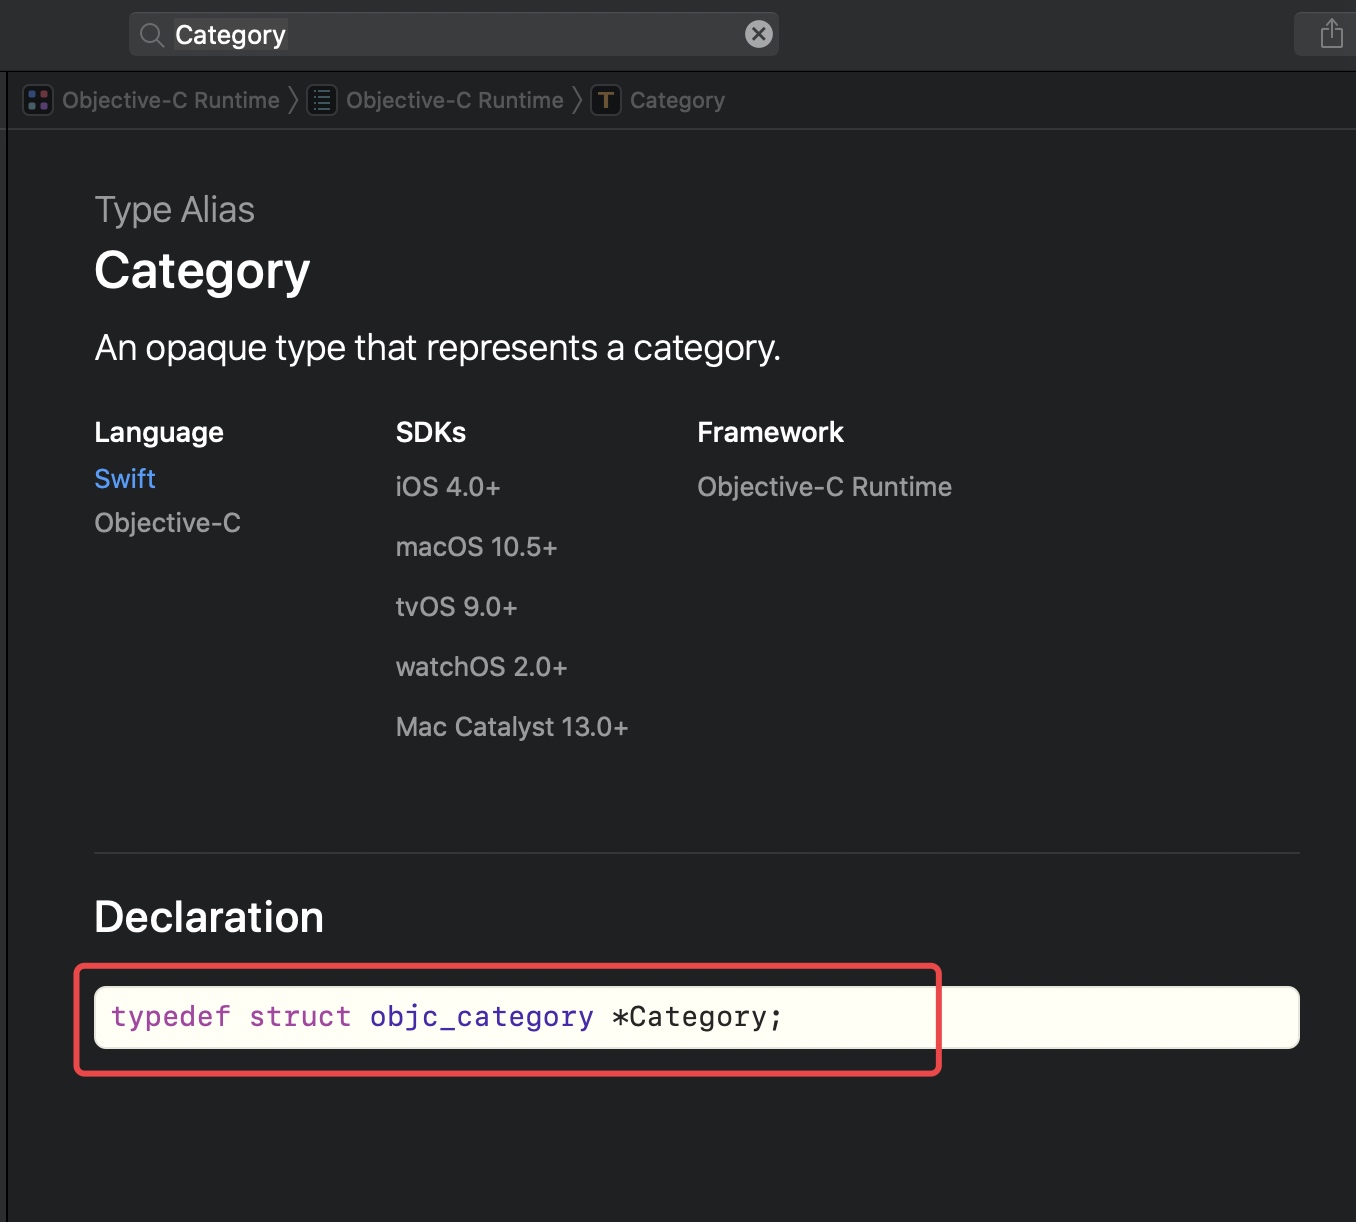 Category
Objective-C Runtime 〉 Objective-C Runtime 〉 T Category
Type Alias
Category
An opaque type that represents a category.
Language SDKs Framework
Swift iOS 4.0+ Objective-C Runtime
Objective-C
macOS 10.5+
tvOS 9.0+
watchOS 2.0+
Mac Catalyst 13.0+
Declaration
typedef struct objc_category *Category;